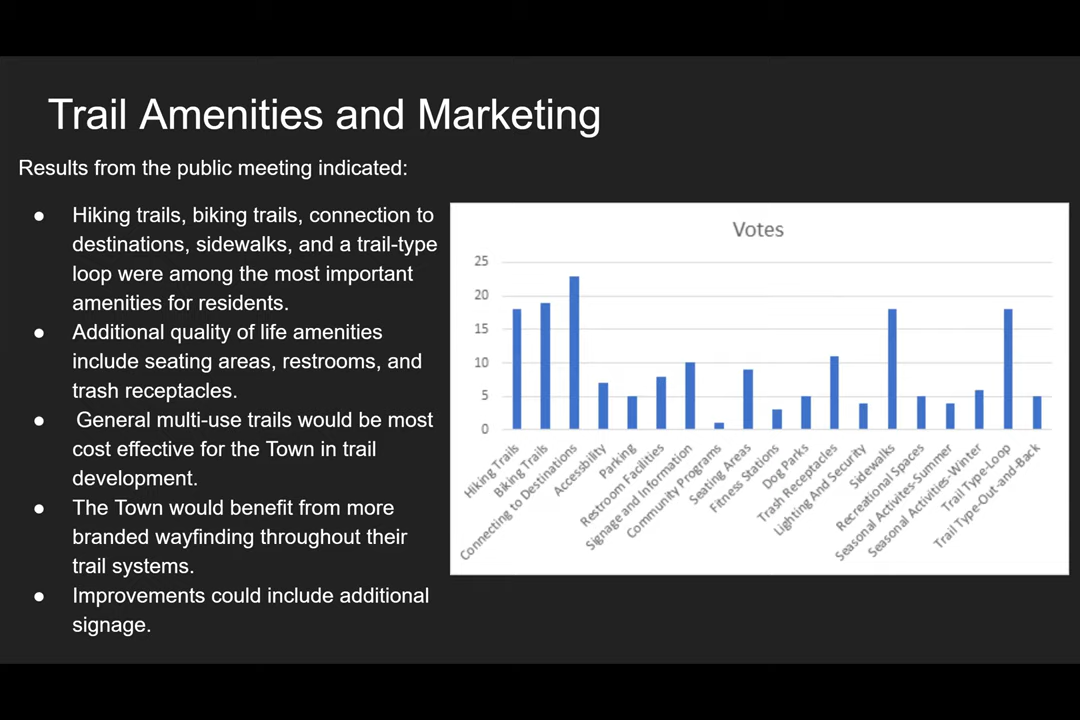 Trail Amenities and Marketing
Results from the public meeting indicated:
● Hiking trails, biking trails, connection to
destinations, sidewalks, and a trail-type
loop were among the most important
amenities for residents.
● Additional quality of life amenities
include seating areas, restrooms, and
trash receptacles.
● General multi-use trails would be most
cost effective for the Town in trail
development.
● The Town would benefit from more
branded wayfinding throughout their
trail systems.
● Improvements could include additional
signage.
Votes
25
20
15
10
5
0
Hiking Trails
Biking Trails
Connecting to Destinations
Accessiblity
Parking
Restroom Facilities
Signage and Information
Community Programs
Seating Areas
Fitness Stations
Dog Parks
Trash Receptacles
Lighting And Security
Sidewalks
Recreational Spaces
Seasonal Activites-Summer
Seasonal Activities-Winter
Trail Type-Loop
Trail Type-Out-and-Back